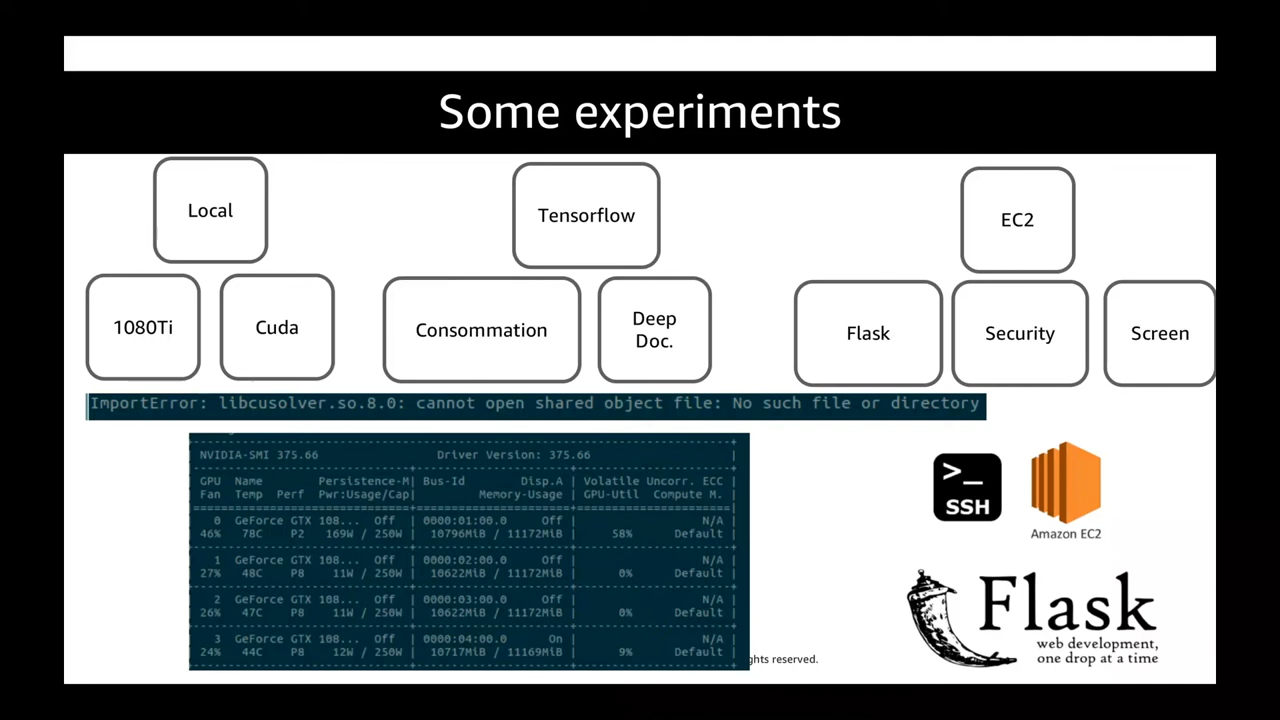 Some experiments
Local
Tensorflow
EC2
1080Ti
Cuda
Consommation
Deep
Doc.
Flask
Security
Screen
ImportError: libcusolver.so.8.0: cannot open shared object file: No such file or directory
NVIDIA-SMI 375.66 Driver Version: 375.66
GPU Name Persistence-M| Bus-Id Disp.A | Volatile Uncorr. ECC
Fan Temp Perf Pwr:Usage/Cap| Memory-Usage | GPU-Util Compute M.
0 GeForce GTX 108... Off | 0000:01:00.0 Off | N/A
46% 78C P2 169W / 250W | 10796MiB / 11172MiB | 58% Default
1 GeForce GTX 108... Off | 0000:02:00.0 Off | N/A
27% 48C P8 11W / 250W | 10622MiB / 11172MiB | 0% Default
2 GeForce GTX 108... Off | 0000:03:00.0 Off | N/A
26% 47C P8 11W / 250W | 10622MiB / 11172MiB | 0% Default
3 GeForce GTX 108... Off | 0000:04:00.0 On | N/A
24% 44C P8 12W / 250W | 10717MiB / 11169MiB | 9% Default
>_
SSH
Amazon EC2
Flask
web development,
one drop at a time
ghts reserved.